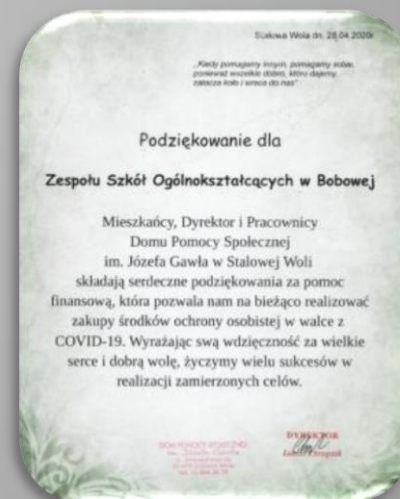 Stalowa Wola dn. 28.04.2020r
„Kiedy pomagamy innym, pomagamy sobie,
ponieważ wszelkie dobro, które dajemy,
zatacza koło i wraca do nas”
Podziękowanie dla
Zespołu Szkół Ogólnokształcących w Bobowej
Mieszkańcy, Dyrektor i Pracownicy
Domu Pomocy Społecznej
im. Józefa Gawła w Stalowej Woli
składają serdeczne podziękowania za pomoc
finansową, która pozwala nam na bieżąco realizować
zakupy środków ochrony osobistej w walce z
COVID-19. Wyrażając swą wdzięczność za wielkie
serce i dobrą wolę, życzymy wielu sukcesów w
realizacji zamierzonych celów.
DOM POMOCY SPOŁECZNEJ
im. Józefa Gawła
DYREKTOR